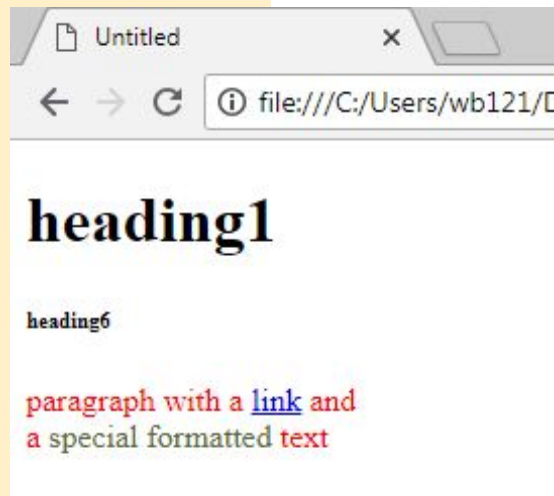 Untitled
file:///C:/Users/wb121/D
heading1
heading6
paragraph with a link and
a special formatted text